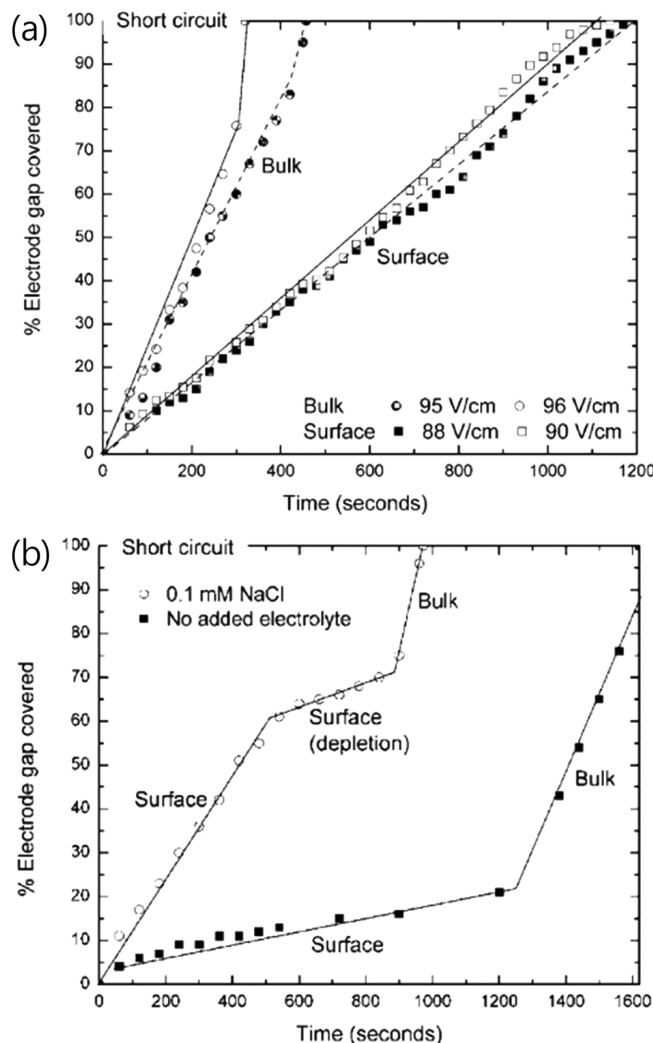 (a)
Short circuit
100
90
80
70
60
50
40
30
20
10
0
% Electrode gap covered
Bulk
Surface
Bulk 95 V/cm 96 V/cm
Surface 88 V/cm 90 V/cm
0 200 400 600 800 1000 1200
Time (seconds)
(b)
Short circuit
100
90
80
70
60
50
40
30
20
10
0
% Electrode gap covered
0.1 mM NaCl
No added electrolyte
Bulk
Surface
(depletion)
Surface
Bulk
Surface
0 200 400 600 800 1000 1200 1400 1600
Time (seconds)